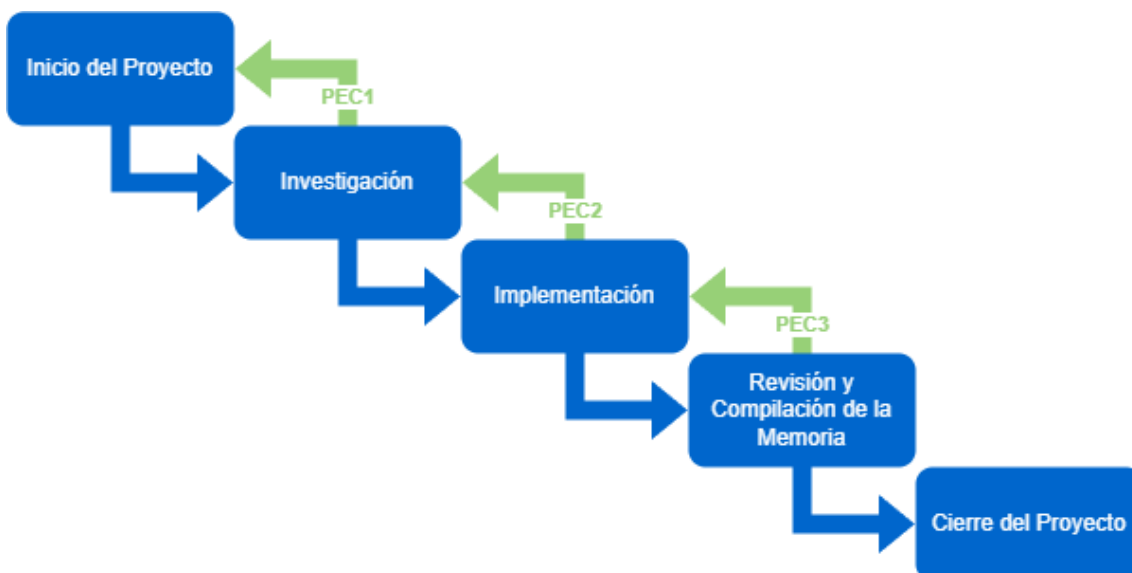 Inicio del Proyecto
PEC1
Investigación
PEC2
Implementación
PEC3
Revisión y
Compilación de la
Memoria
Cierre del Proyecto